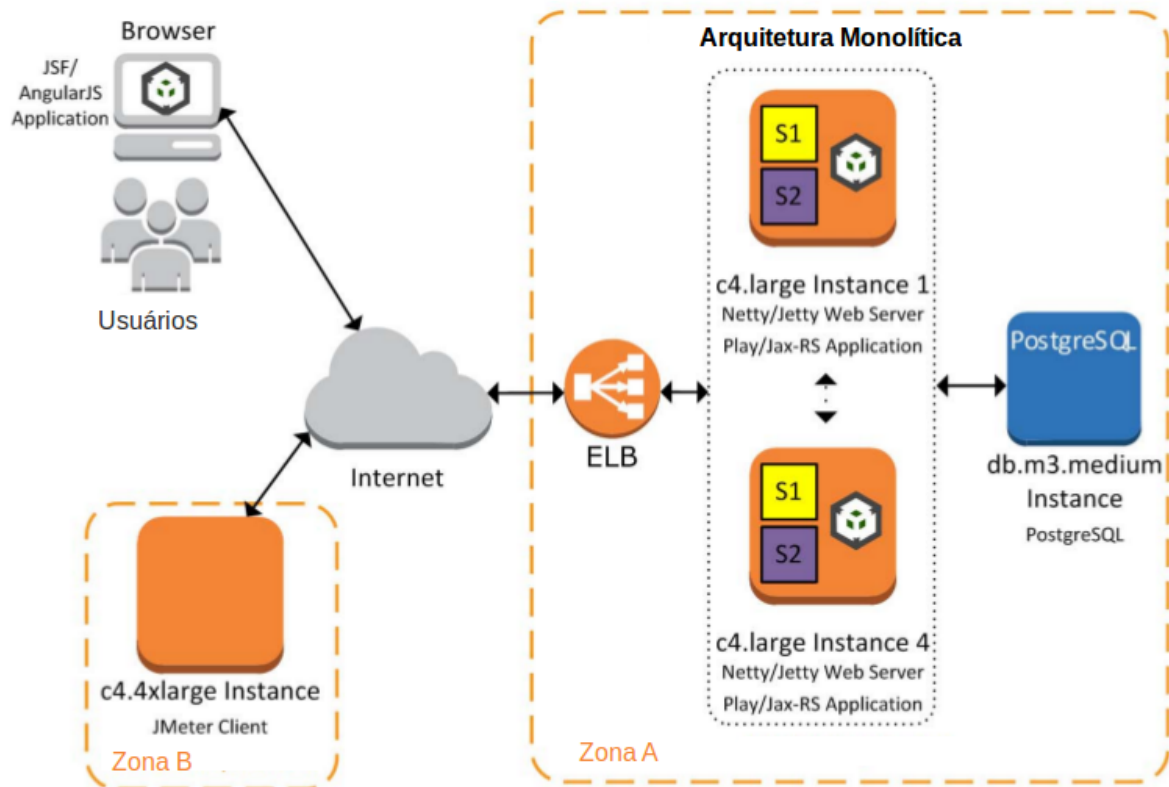 Browser
JSF/
AngularJS
Application
Usuários
Internet
c4.4xlarge Instance
JMeter Client
Zona B
Arquitetura Monolítica
S1
S2
c4.large Instance 1
Netty/Jetty Web Server
Play/Jax-RS Application
ELB
S1
S2
c4.large Instance 4
Netty/Jetty Web Server
Play/Jax-RS Application
PostgreSQL
db.m3.medium
Instance
PostgreSQL
Zona A